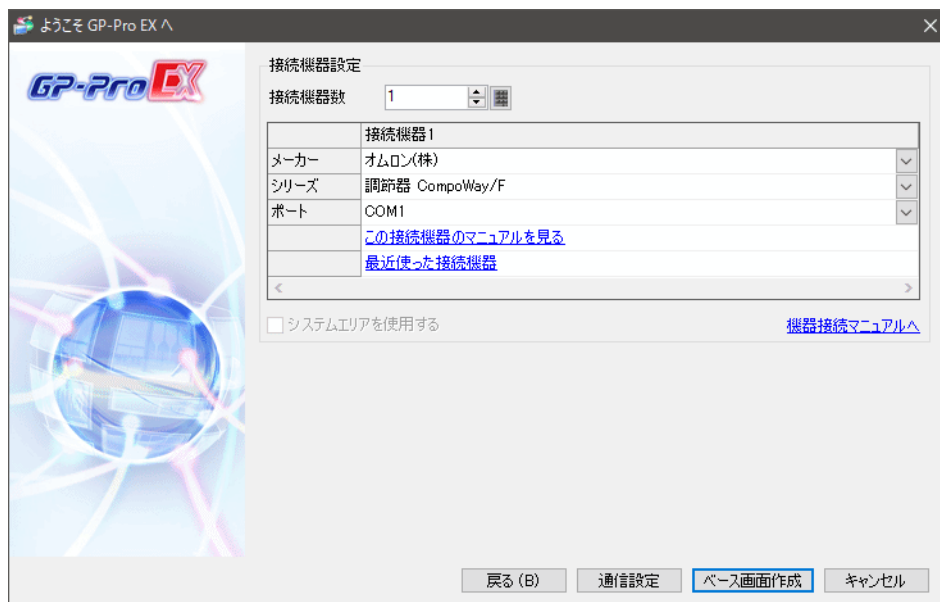 ようこそ GP-Pro EX へ
GP-Pro EX
接続機器設定
接続機器数 1
接続機器1
メーカー オムロン(株)
シリーズ 調節器 CompoWay/F
ポート COM1
この接続機器のマニュアルを見る
最近使った接続機器
システムエリアを使用する 機器接続マニュアルへ
戻る (B) 通信設定 ベース画面作成 キャンセル